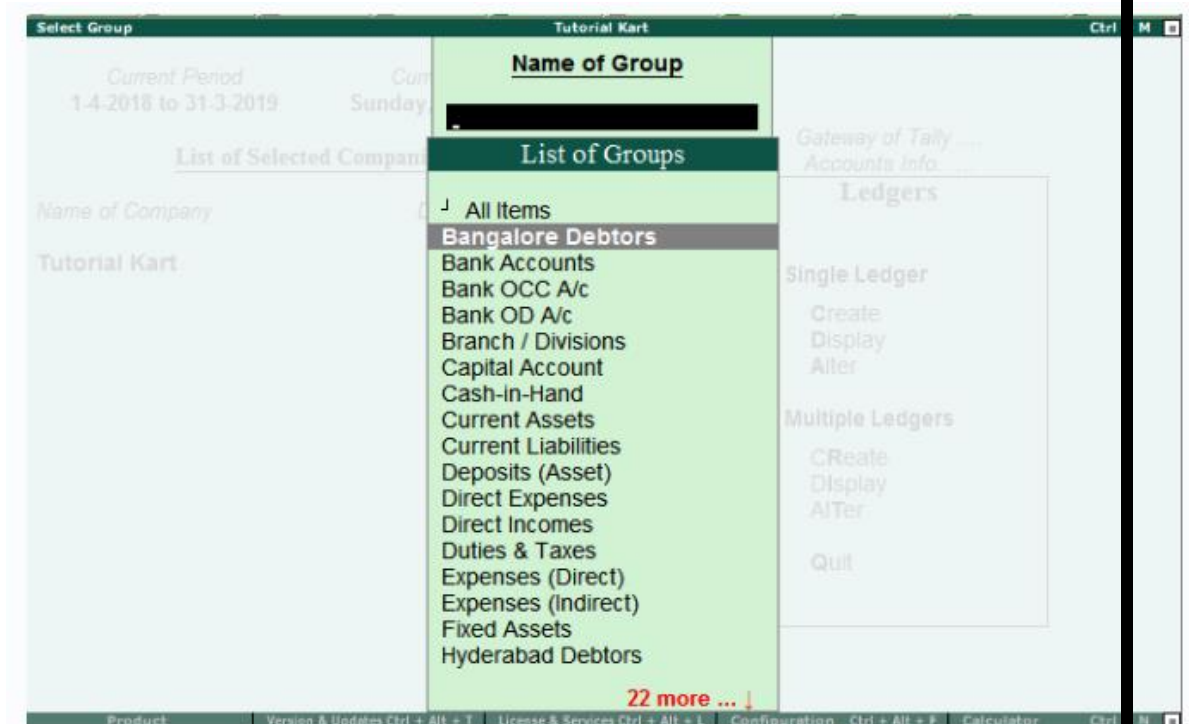 Select Group Tutorial Kart Ctrl M
Name of Group
Current Period
1-4-2018 to 31-3-2019 Sunday,
List of Selected Compani
Name of Company
Tutorial Kart
List of Groups
┘ All Items
Bangalore Debtors
Bank Accounts
Bank OCC A/c
Bank OD A/c
Branch / Divisions
Capital Account
Cash-in-Hand
Current Assets
Current Liabilities
Deposits (Asset)
Direct Expenses
Direct Incomes
Duties & Taxes
Expenses (Direct)
Expenses (Indirect)
Fixed Assets
Hyderabad Debtors
22 more ... ↓
Gateway of Tally ....
Accounts Info. ...
Ledgers
Single Ledger
Create
Display
Alter
Multiple Ledgers
CReate
DIsplay
AlTer
Quit
Product Version & Updates Ctrl + Alt + T License & Services Ctrl + Alt + L Configuration Ctrl + Alt + F Calculator Ctrl N